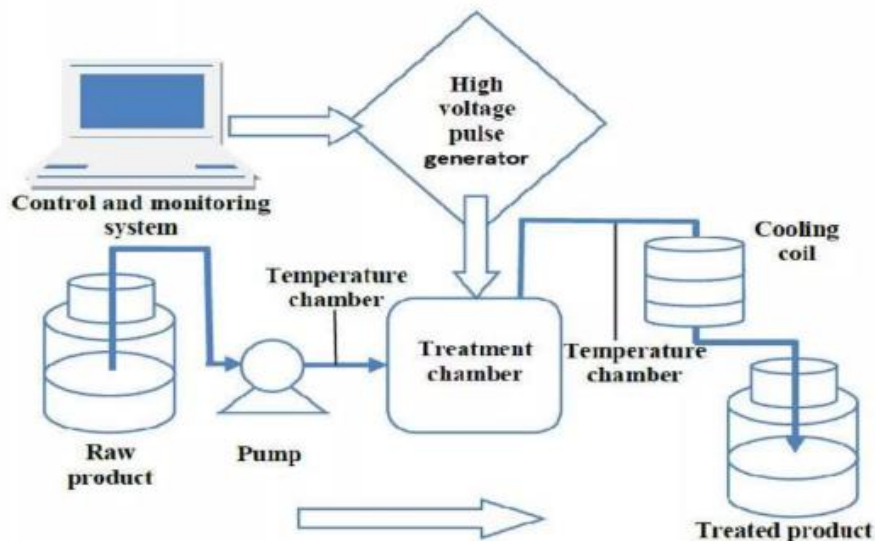 High
voltage
pulse
generator
Control and monitoring
system
Temperature
chamber
Cooling
coil
Treatment
chamber
Temperature
chamber
Raw
product
Pump
Treated product